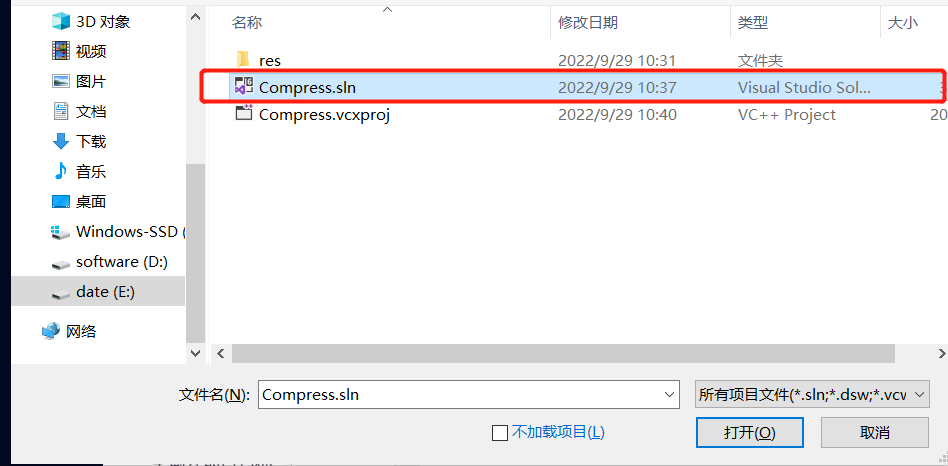 3D 对象
视频
图片
文档
下载
音乐
桌面
Windows-SSD (
software (D:)
date (E:)
网络
名称 修改日期 类型 大小
res 2022/9/29 10:31 文件夹
Compress.sln 2022/9/29 10:37 Visual Studio Sol... 3
Compress.vcxproj 2022/9/29 10:40 VC++ Project 20
文件名(N): Compress.sln 所有项目文件(*.sln;*.dsw;*.vcw
不加载项目(L) 打开(O) 取消